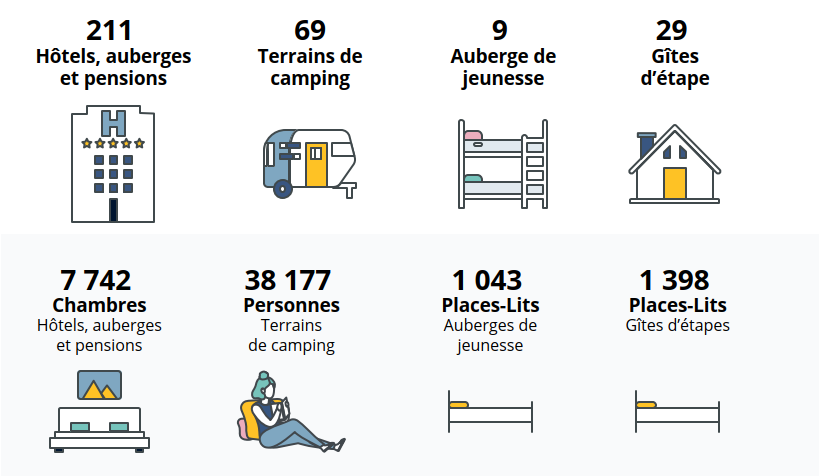 211
Hôtels, auberges
et pensions
69
Terrains de
camping
9
Auberge de
jeunesse
29
Gîtes
d’étape
H
7 742
Chambres
Hôtels, auberges
et pensions
38 177
Personnes
Terrains
de camping
1 043
Places-Lits
Auberges de
jeunesse
1 398
Places-Lits
Gîtes d’étapes